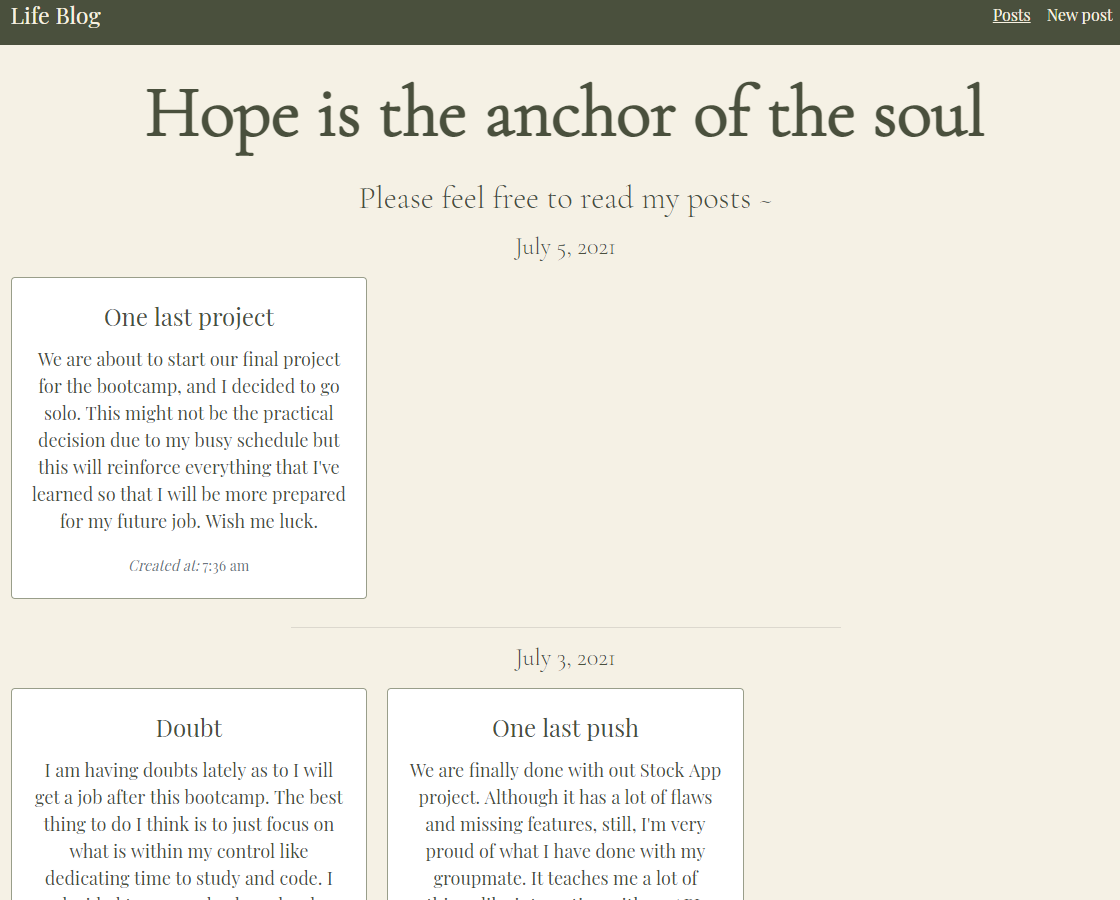 Life Blog
Posts
New post
Hope is the anchor of the soul
Please feel free to read my posts ~
July 5, 2021
One last project
We are about to start our final project
for the bootcamp, and I decided to go
solo. This might not be the practical
decision due to my busy schedule but
this will reinforce everything that I've
learned so that I will be more prepared
for my future job. Wish me luck.
Created at: 7:36 am
July 3, 2021
Doubt
I am having doubts lately as to I will
get a job after this bootcamp. The best
thing to do I think is to just focus on
what is within my control like
dedicating time to study and code. I
One last push
We are finally done with out Stock App
project. Although it has a lot of flaws
and missing features, still, I'm very
proud of what I have done with my
groupmate. It teaches me a lot of